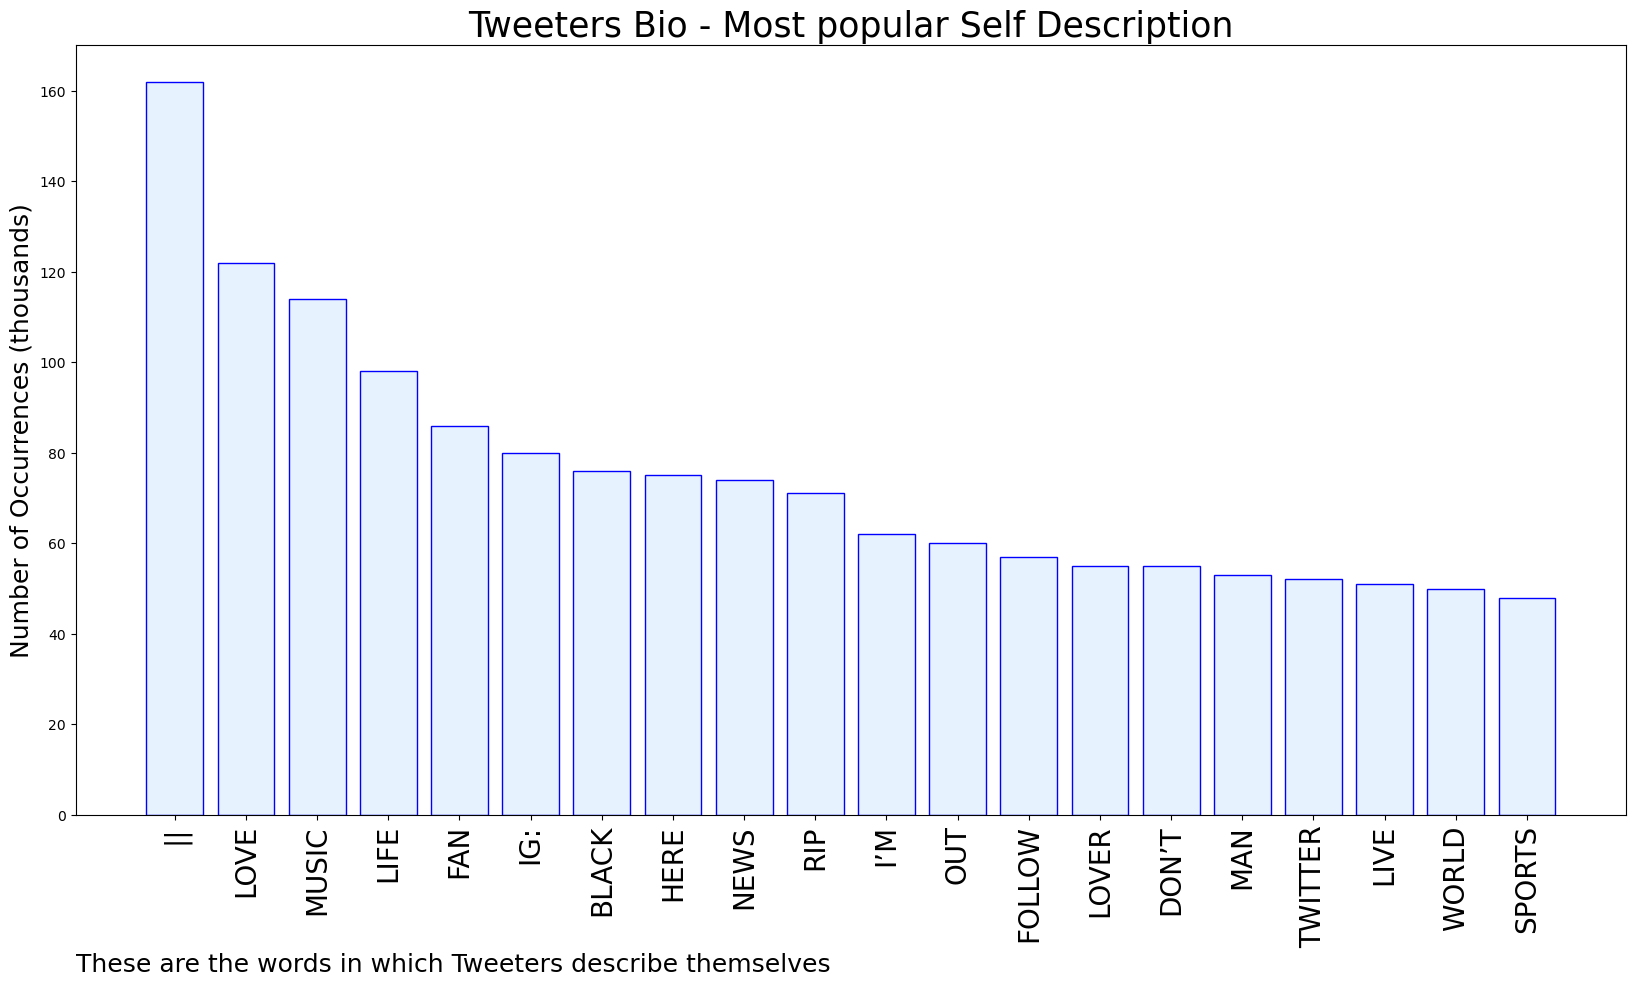 Tweeters Bio - Most popular Self Description
Number of Occurrences (thousands)
160
140
120
100
80
60
40
20
0
||
LOVE
MUSIC
LIFE
FAN
IG:
BLACK
HERE
NEWS
RIP
I’M
OUT
FOLLOW
LOVER
DON’T
MAN
TWITTER
LIVE
WORLD
SPORTS
These are the words in which Tweeters describe themselves